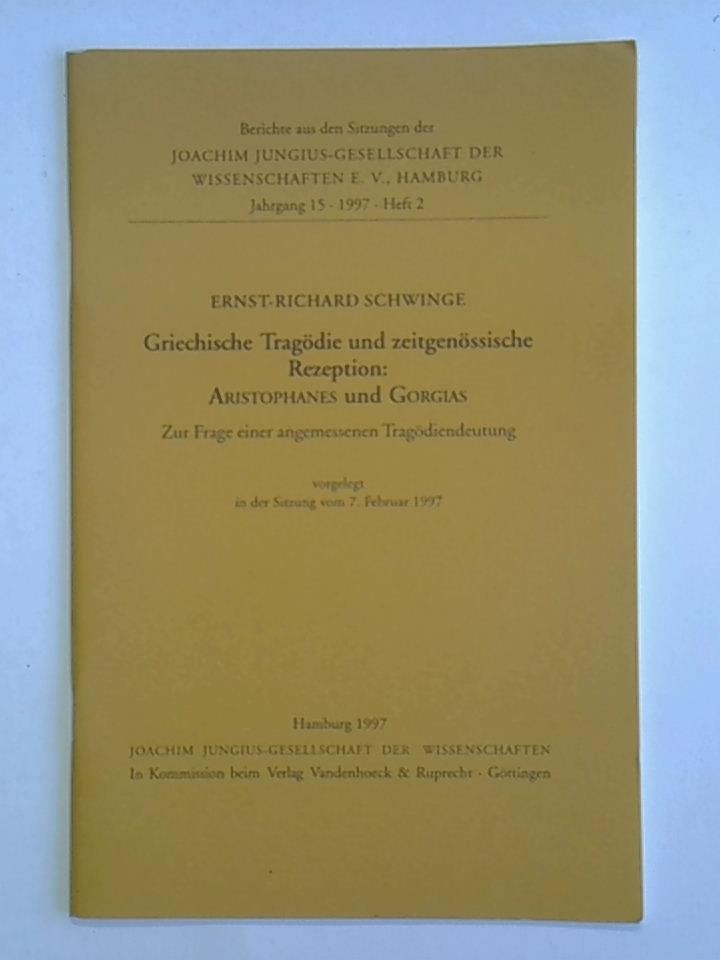 Berichte aus den Sitzungen der
JOACHIM JUNGIUS-GESELLSCHAFT DER
WISSENSCHAFTEN E. V., HAMBURG
Jahrgang 15 · 1997 · Heft 2
ERNST-RICHARD SCHWINGE
Griechische Tragödie und zeitgenössische
Rezeption:
ARISTOPHANES und GORGIAS
Zur Frage einer angemessenen Tragödiendeutung
vorgelegt
in der Sitzung vom 7. Februar 1997
Hamburg 1997
JOACHIM JUNGIUS-GESELLSCHAFT DER WISSENSCHAFTEN
In Kommission beim Verlag Vandenhoeck & Ruprecht · Göttingen